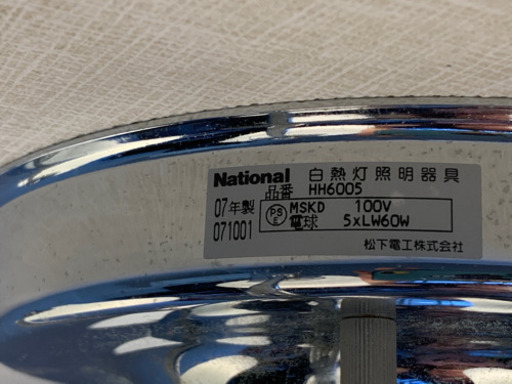 National 白熱灯照明器具
品番 HH6005
07年製 PSE MSKD 100V
071001 電球 5xLW60W
松下電工株式会社